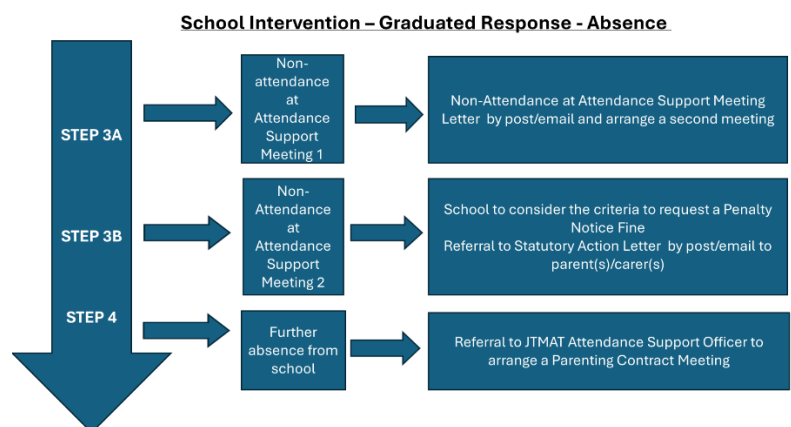 School Intervention – Graduated Response - Absence
STEP 3A
Non-
attendance
at
Attendance
Support
Meeting 1
Non-Attendance at Attendance Support Meeting
Letter by post/email and arrange a second meeting
STEP 3B
Non-
Attendance
at
Attendance
Support
Meeting 2
School to consider the criteria to request a Penalty
Notice Fine
Referral to Statutory Action Letter by post/email to
parent(s)/carer(s)
STEP 4
Further
absence from
school
Referral to JTMAT Attendance Support Officer to
arrange a Parenting Contract Meeting